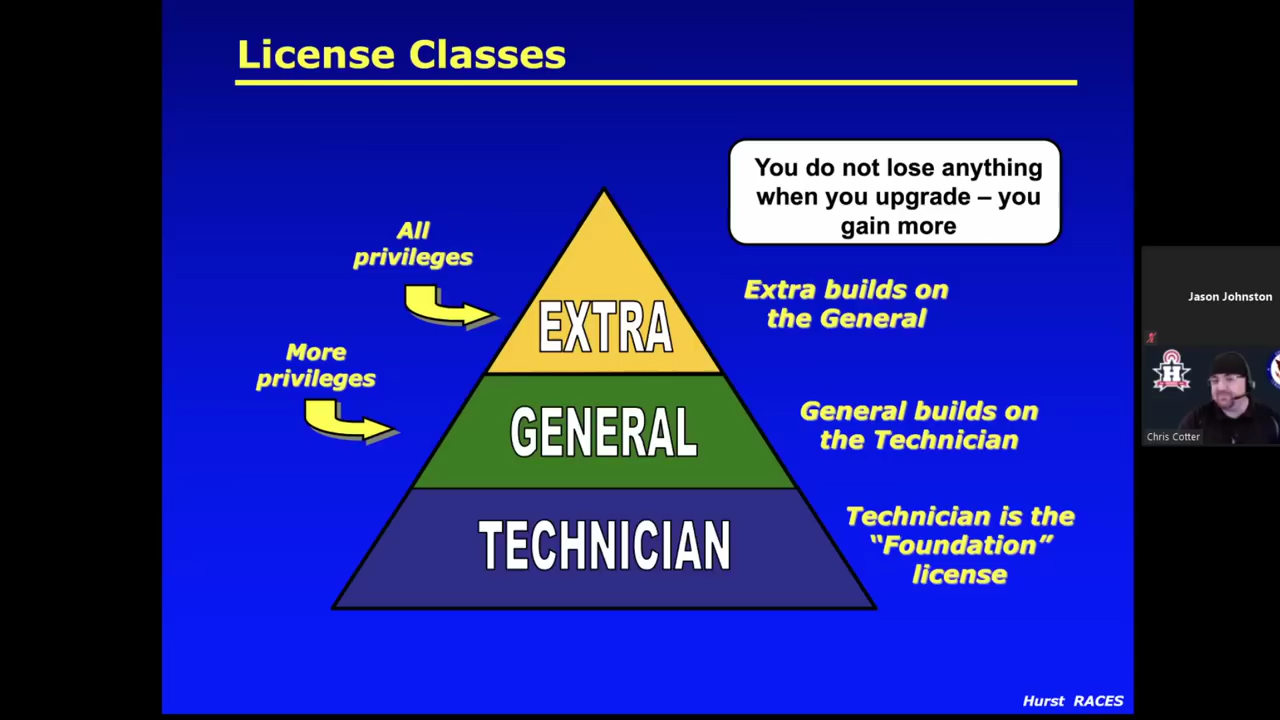 License Classes
You do not lose anything
when you upgrade – you
gain more
All
privileges
Extra builds on
the General
EXTRA
More
privileges
General builds on
the Technician
GENERAL
Technician is the
“Foundation”
license
TECHNICIAN
Hurst RACES
Jason Johnston
H
Chris Cotter